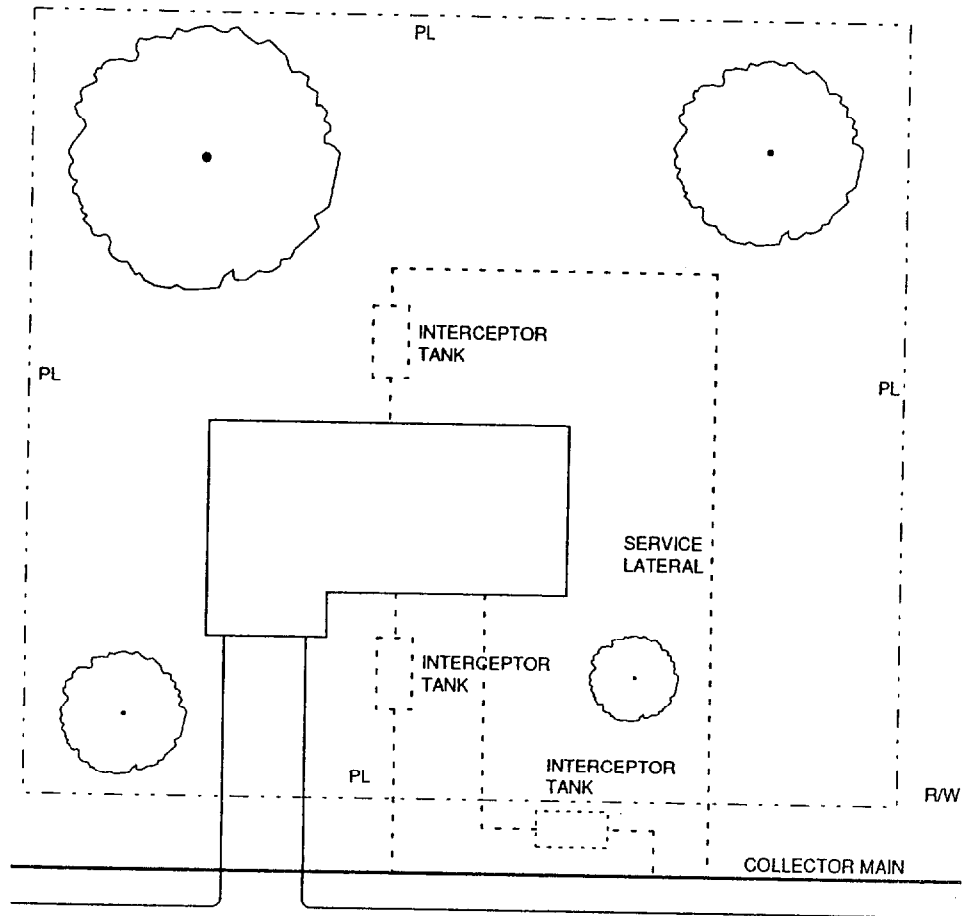 PL
INTERCEPTOR
TANK
PL
PL
SERVICE
LATERAL
INTERCEPTOR
TANK
INTERCEPTOR
TANK
PL
R/W
COLLECTOR MAIN